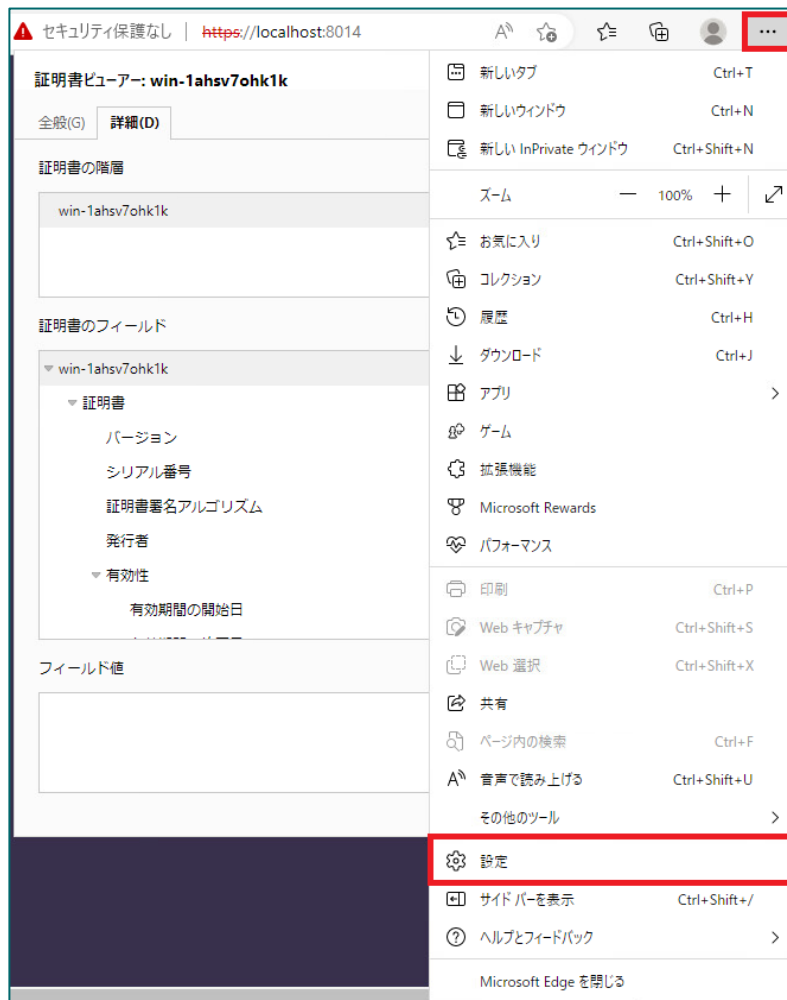 セキュリティ保護なし | https://localhost:8014
証明書ビューアー: win-1ahsv7ohk1k
全般(G) 詳細(D)
証明書の階層
win-1ahsv7ohk1k
証明書のフィールド
win-1ahsv7ohk1k
証明書
バージョン
シリアル番号
証明書署名アルゴリズム
発行者
有効性
有効期間の開始日
フィールド値
新しいタブ Ctrl+T
新しいウィンドウ Ctrl+N
新しい InPrivate ウィンドウ Ctrl+Shift+N
ズーム 100%
お気に入り Ctrl+Shift+O
コレクション Ctrl+Shift+Y
履歴 Ctrl+H
ダウンロード Ctrl+J
アプリ
ゲーム
拡張機能
Microsoft Rewards
パフォーマンス
印刷 Ctrl+P
Web キャプチャ Ctrl+Shift+S
Web 選択 Ctrl+Shift+X
共有
ページ内の検索 Ctrl+F
音声で読み上げる Ctrl+Shift+U
その他のツール
設定
サイド バーを表示 Ctrl+Shift+/
ヘルプとフィードバック
Microsoft Edge を閉じる